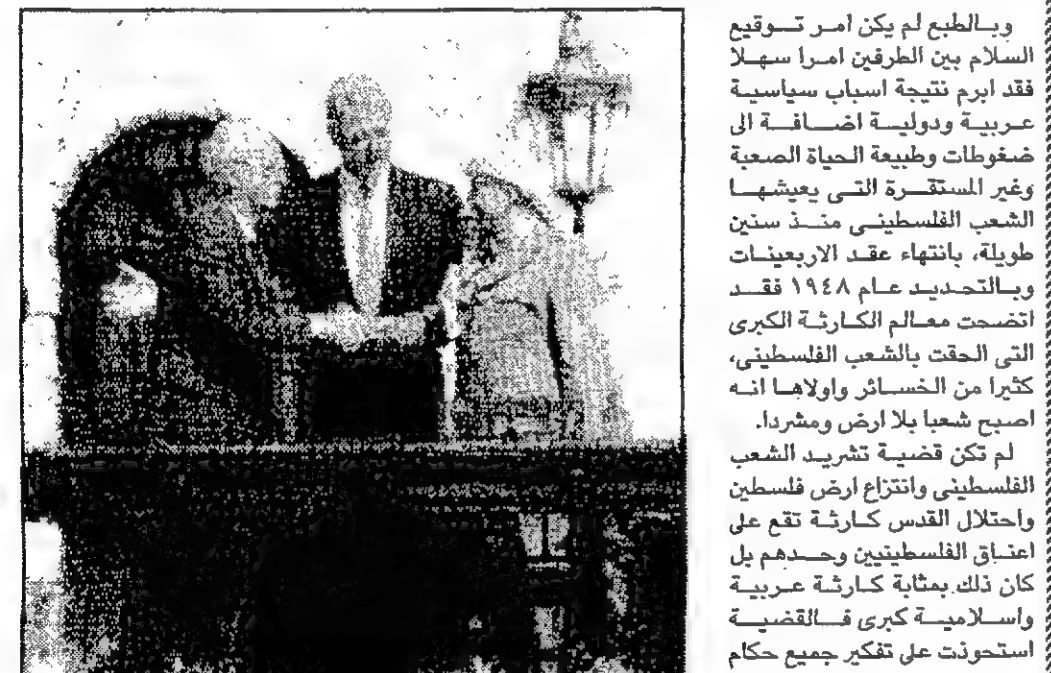 وبالطبع لم يكن امر توقيع
السلام بين الطرفين امرا سهلا
فقد ابرم نتيجة اسباب سياسية
عربية ودولية اضافة الى
ضغوطات وطبيعة الحياة الصعبة
وغير المستقرة التى يعيشها
الشعب الفلسطينى منذ سنين
طويلة، بانتهاء عقد الاربعينات
وبالتحديد عام ١٩٤٨ فقد
اتضحت معالم الكارثة الكبرى
التى الحقت بالشعب الفلسطينى،
كثيرا من الخسائر واولاها انه
اصبح شعبا بلا ارض ومشردا.
لم تكن قضية تشريد الشعب
الفلسطينى وانتزاع ارض فلسطين
واحتلال القدس كارثة تقع على
اعناق الفلسطينيين وحدهم بل
كان ذلك بمثابة كارثة عربية
واسلامية كبرى فالقضية
استحوذت على تفكير جميع حكام